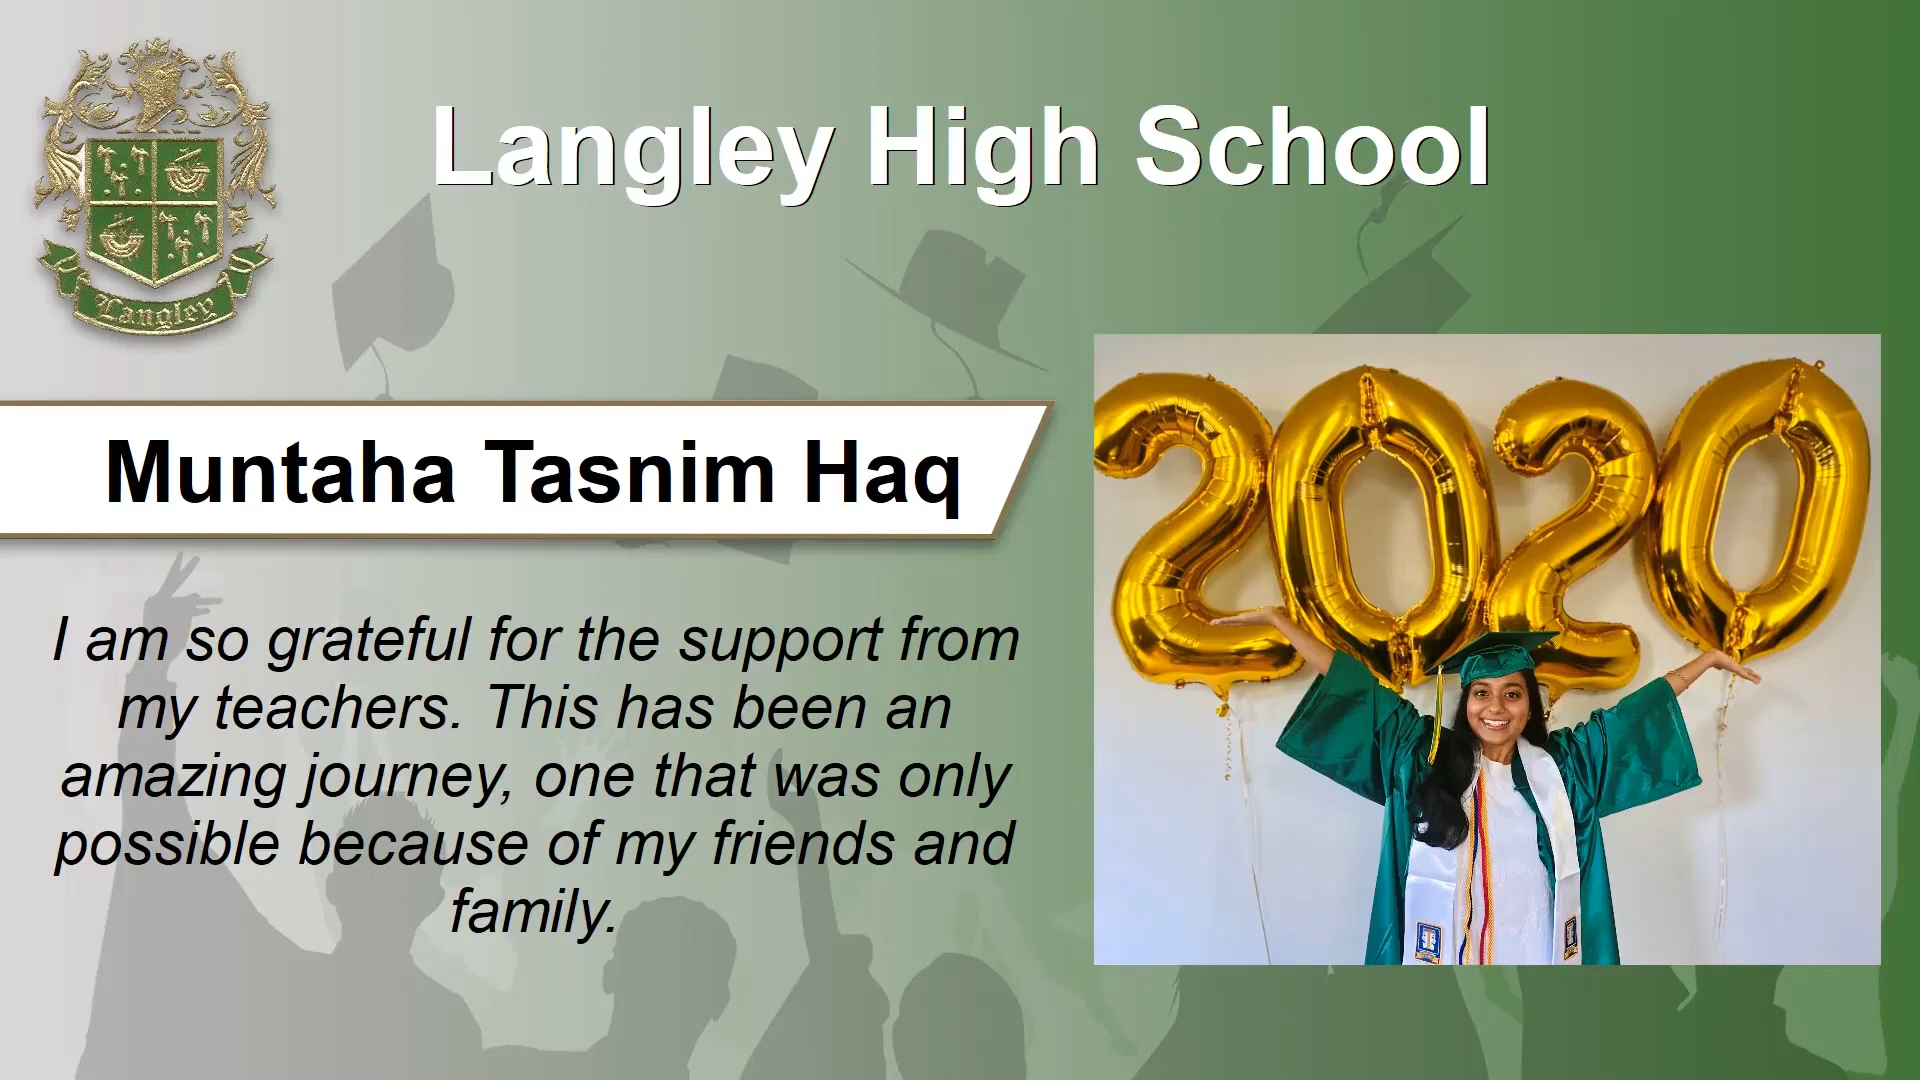 Langley High School
Langley
Muntaha Tasnim Haq
I am so grateful for the support from
my teachers. This has been an
amazing journey, one that was only
possible because of my friends and
family.
2020